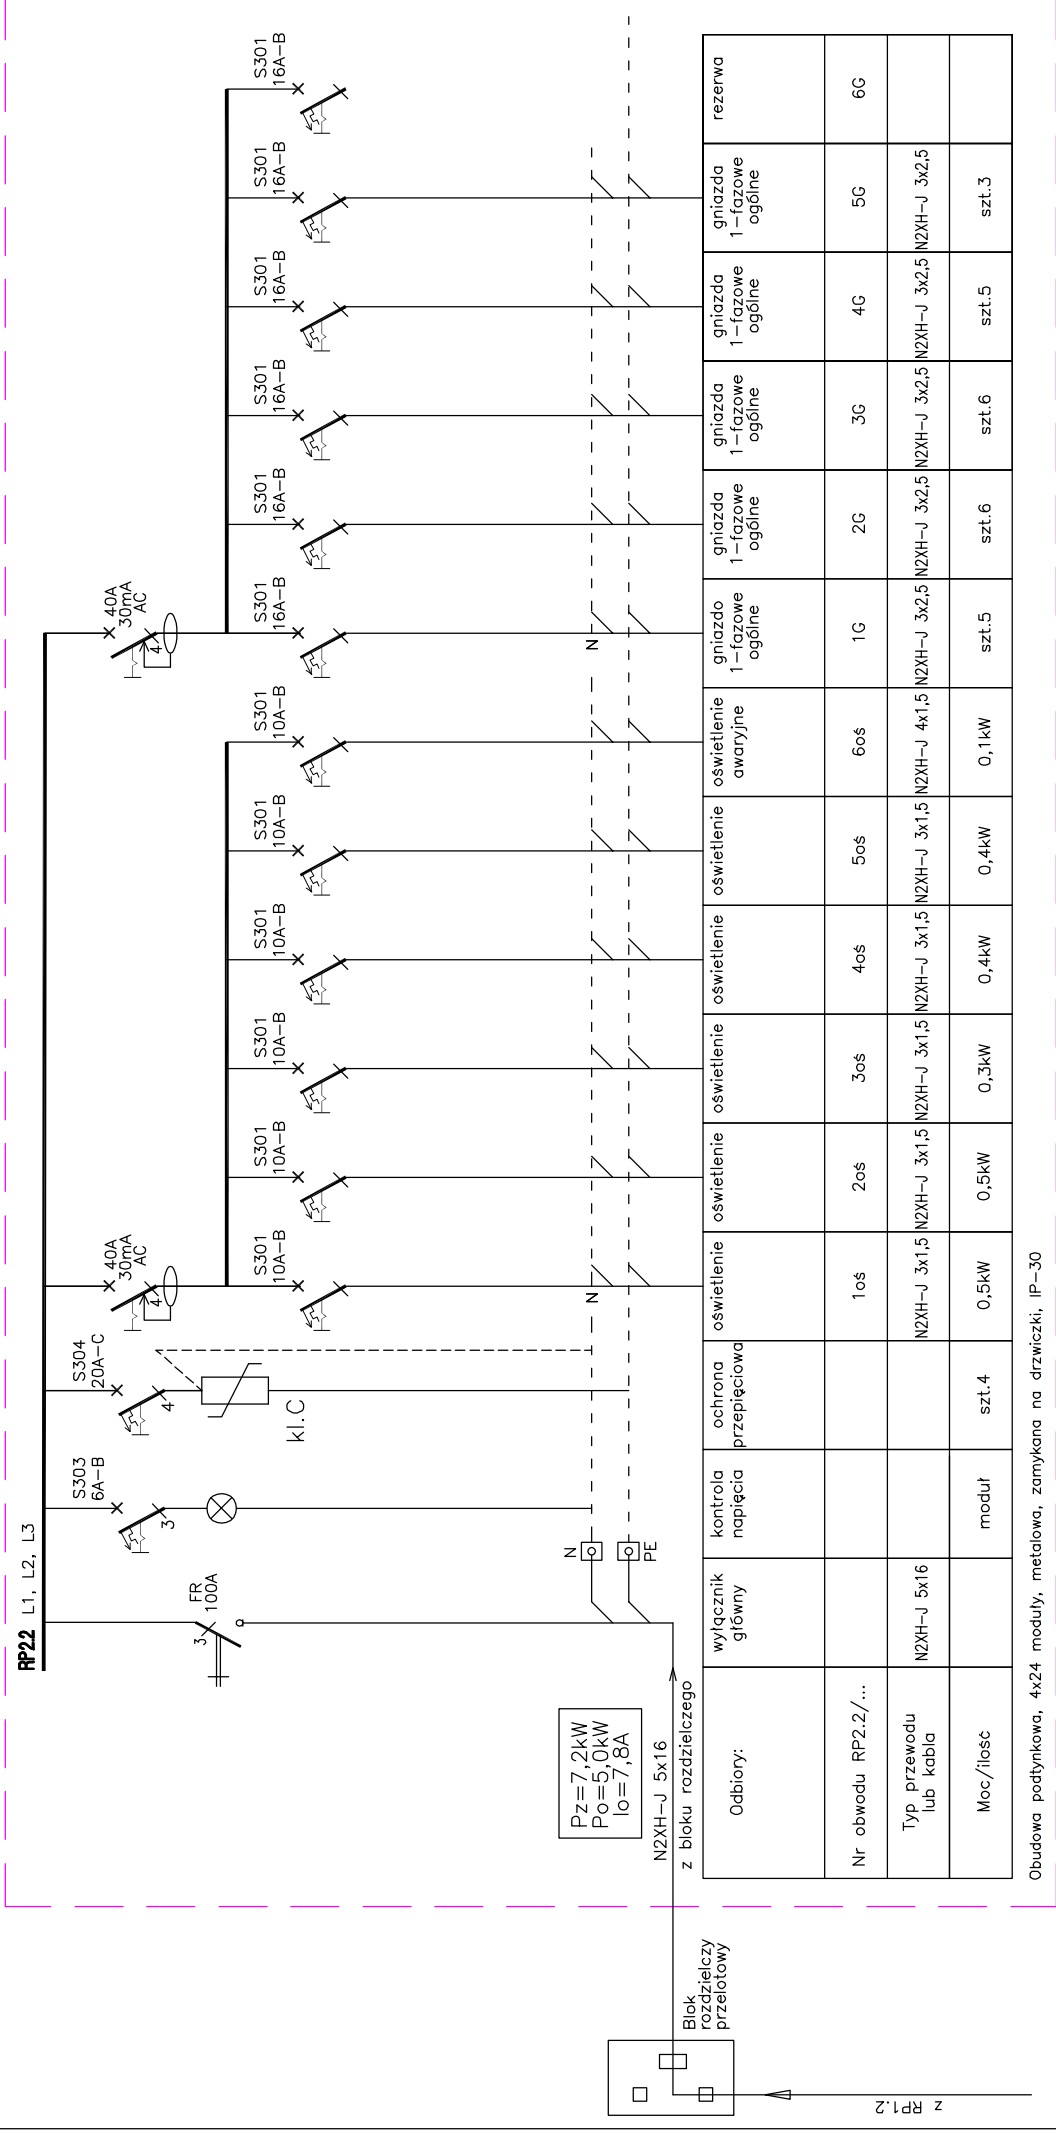 RP2.2 L1, L2, L3
FR
100A
3
S303
6A-B
3
S304
20A-C
4
kl.C
40A
30mA
AC
4
S301
10A-B
S301
10A-B
S301
10A-B
S301
10A-B
S301
10A-B
S301
10A-B
40A
30mA
AC
4
S301
16A-B
S301
16A-B
S301
16A-B
S301
16A-B
S301
16A-B
S301
16A-B
N
PE
N
N
Pz=7,2kW
Po=5,0kW
Io=7,8A
N2XH-J 5x16
z bloku rozdzielczego
Blok
rozdzielczy
przelotowy
z RP1.2
Odbiory:
wyłącznik
główny
kontrola
napięcia
ochrona
przepięciowa
oświetlenie
oświetlenie
oświetlenie
oświetlenie
oświetlenie
oświetlenie
awaryjne
gniazdo
1-fazowe
ogólne
gniazda
1-fazowe
ogólne
gniazda
1-fazowe
ogólne
gniazda
1-fazowe
ogólne
gniazda
1-fazowe
ogólne
rezerwa
Nr obwodu RP2.2/...
1oś
2oś
3oś
4oś
5oś
6oś
1G
2G
3G
4G
5G
6G
Typ przewodu
lub kabla
N2XH-J 5x16
N2XH-J 3x1,5
N2XH-J 3x1,5
N2XH-J 3x1,5
N2XH-J 3x1,5
N2XH-J 3x1,5
N2XH-J 4x1,5
N2XH-J 3x2,5
N2XH-J 3x2,5
N2XH-J 3x2,5
N2XH-J 3x2,5
N2XH-J 3x2,5
Moc/ilość
moduł
szt.4
0,5kW
0,5kW
0,3kW
0,4kW
0,4kW
0,1kW
szt.5
szt.6
szt.6
szt.5
szt.3
Obudowa podtynkowa, 4x24 moduły, metalowa, zamykana na drzwiczki, IP-30